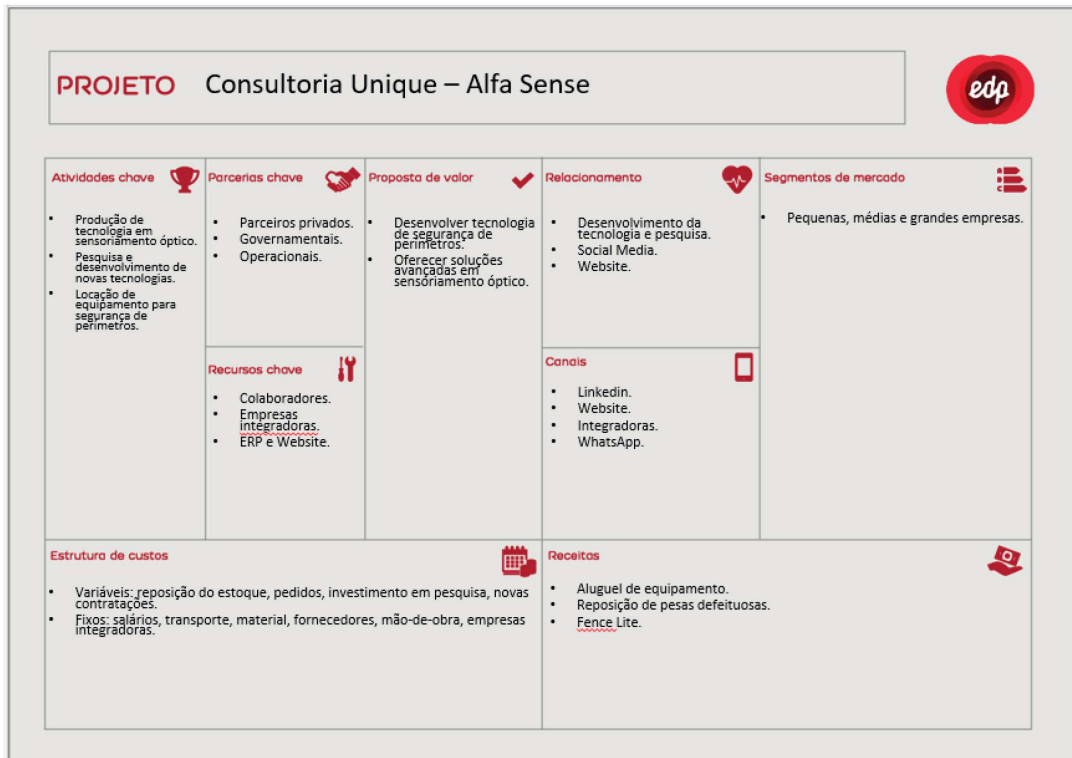 PROJETO Consultoria Unique – Alfa Sense
edp
Atividades chave
• Produção de
tecnologia em
sensoriamento óptico.
• Pesquisa e
desenvolvimento de
novas tecnologias.
• Locação de
equipamento para
segurança de
perímetros.
Parcerias chave
• Parceiros privados.
• Governamentais.
• Operacionais.
Recursos chave
• Colaboradores.
• Empresas
integradoras.
• ERP e Website.
Proposta de valor
• Desenvolver tecnologia
de segurança de
perímetros.
• Oferecer soluções
avançadas em
sensoriamento óptico.
Relacionamento
• Desenvolvimento da
tecnologia e pesquisa.
• Social Media.
• Website.
Canais
• Linkedin.
• Website.
• Integradoras.
• WhatsApp.
Segmentos de mercado
• Pequenas, médias e grandes empresas.
Estrutura de custos
• Variáveis: reposição do estoque, pedidos, investimento em pesquisa, novas
contratações.
• Fixos: salários, transporte, material, fornecedores, mão-de-obra, empresas
integradoras.
Receitas
• Aluguel de equipamento.
• Reposição de pesas defeituosas.
• Fence Lite.